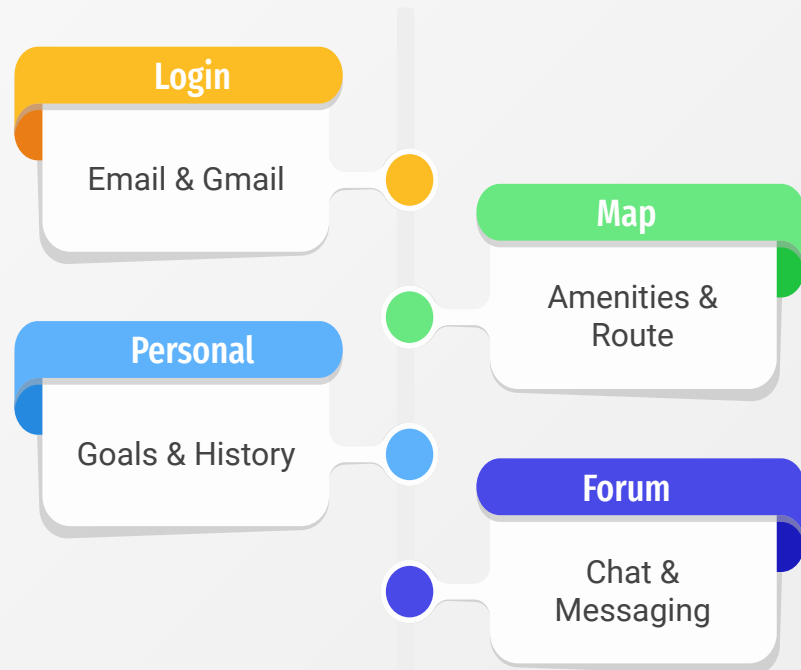 Login
Email & Gmail
Map
Amenities &
Route
Personal
Goals & History
Forum
Chat &
Messaging